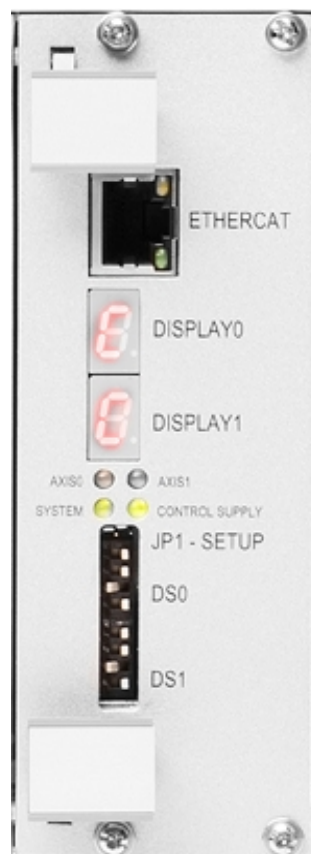 ETHERCAT
DISPLAY0
DISPLAY1
AXIS0 AXIS1
SYSTEM CONTROL SUPPLY
JP1 - SETUP
DS0
DS1